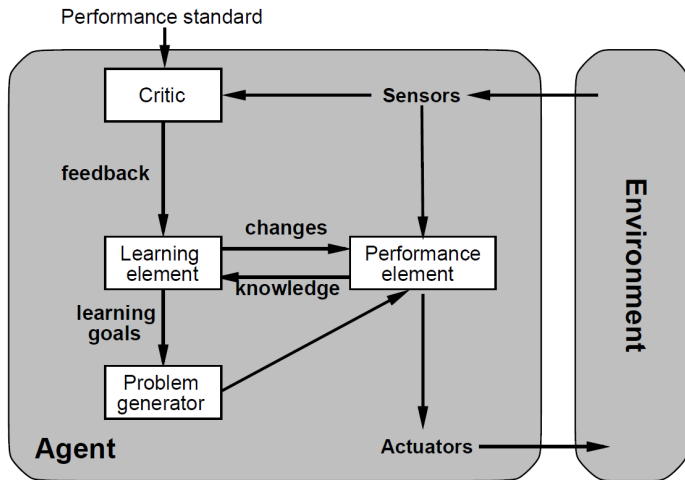 Performance standard
Critic
Sensors
feedback
changes
Learning
element
Performance
element
knowledge
learning
goals
Problem
generator
Agent
Actuators
Environment